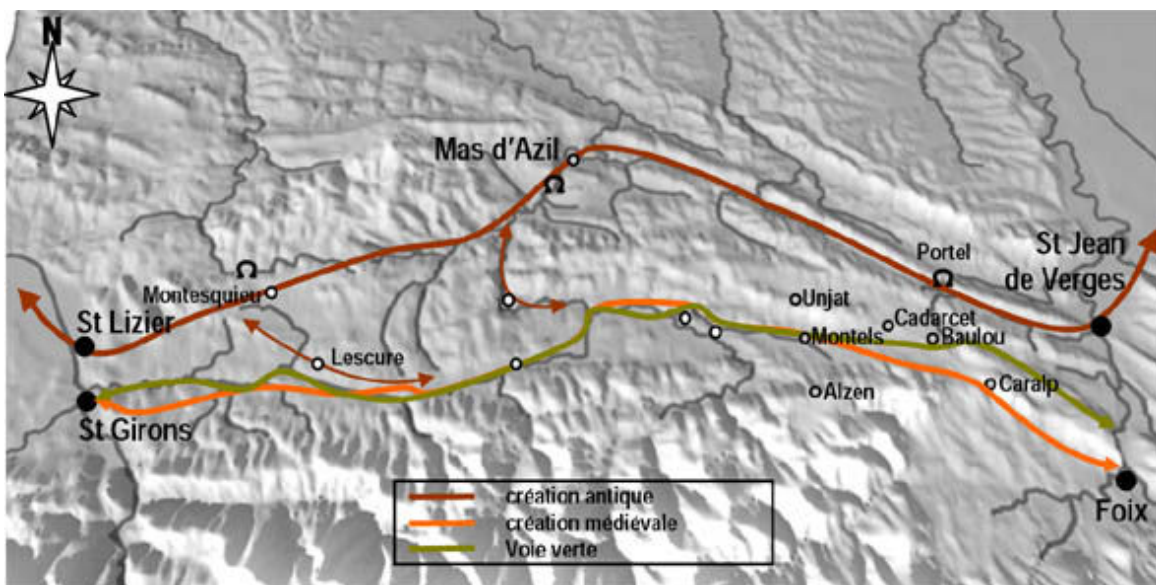 N
Mas d'Azil
St Jean
de Verges
Portel
Montesquieu
Unjat
St Lizier
Cadarcet
Montels
Baulou
Lescure
Caralp
Alzen
St Girons
Foix
création antique
création médiévale
Voie verte